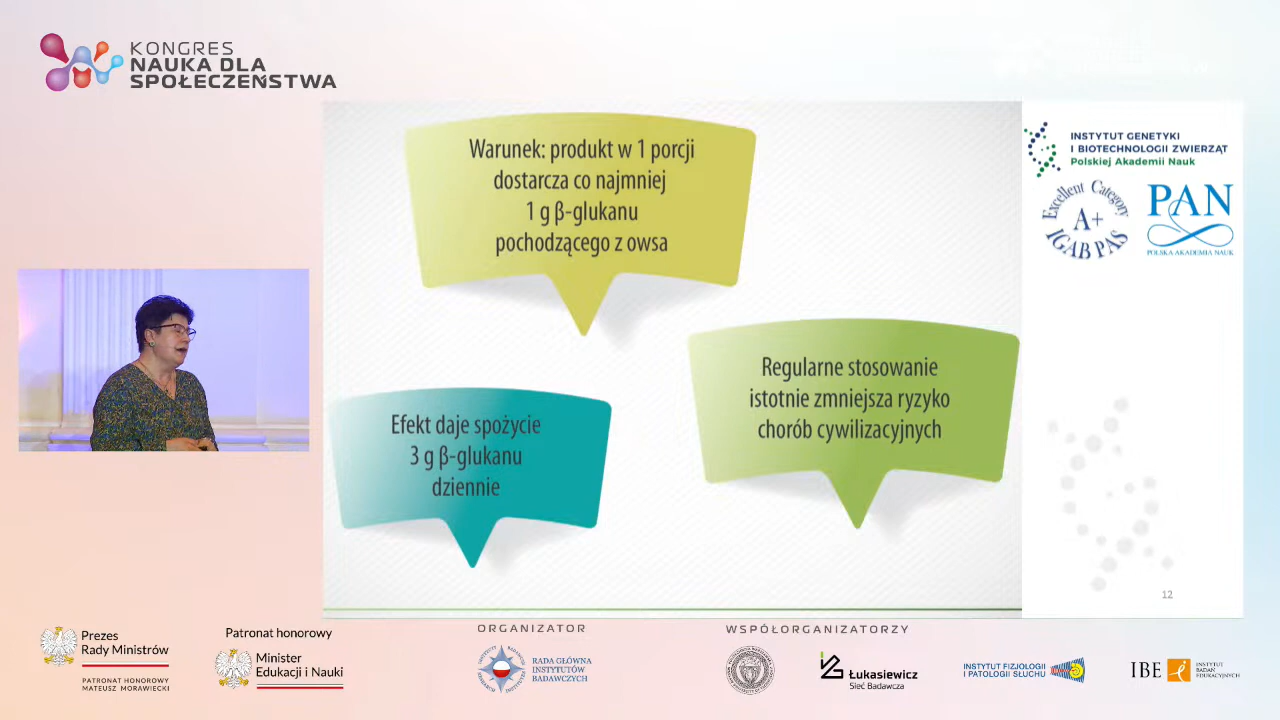 KONGRES
NAUKA DLA
SPOŁECZEŃSTWA
Warunek: produkt w 1 porcji
dostarcza co najmniej
1 g β-glukanu
pochodzącego z owsa
Efekt daje spożycie
3 g β-glukanu
dziennie
Regularne stosowanie
istotnie zmniejsza ryzyko
chorób cywilizacyjnych
INSTYTUT GENETYKI
I BIOTECHNOLOGII ZWIERZĄT
Polskiej Akademii Nauk
Excellent Category
A+
IGAB PAS
PAN
POLSKA AKADEMIA NAUK
12
Prezes
Rady Ministrów
PATRONAT HONOROWY
MATEUSZ MORAWIECKI
Patronat honorowy
Minister
Edukacji i Nauki
ORGANIZATOR
RADA GŁÓWNA
INSTYTUTÓW
BADAWCZYCH
WSPÓŁORGANIZATORZY
Łukasiewicz
Sieć Badawcza
INSTYTUT FIZJOLOGII
I PATOLOGII SŁUCHU
IBE
INSTYTUT
BADAŃ
EDUKACYJNYCH